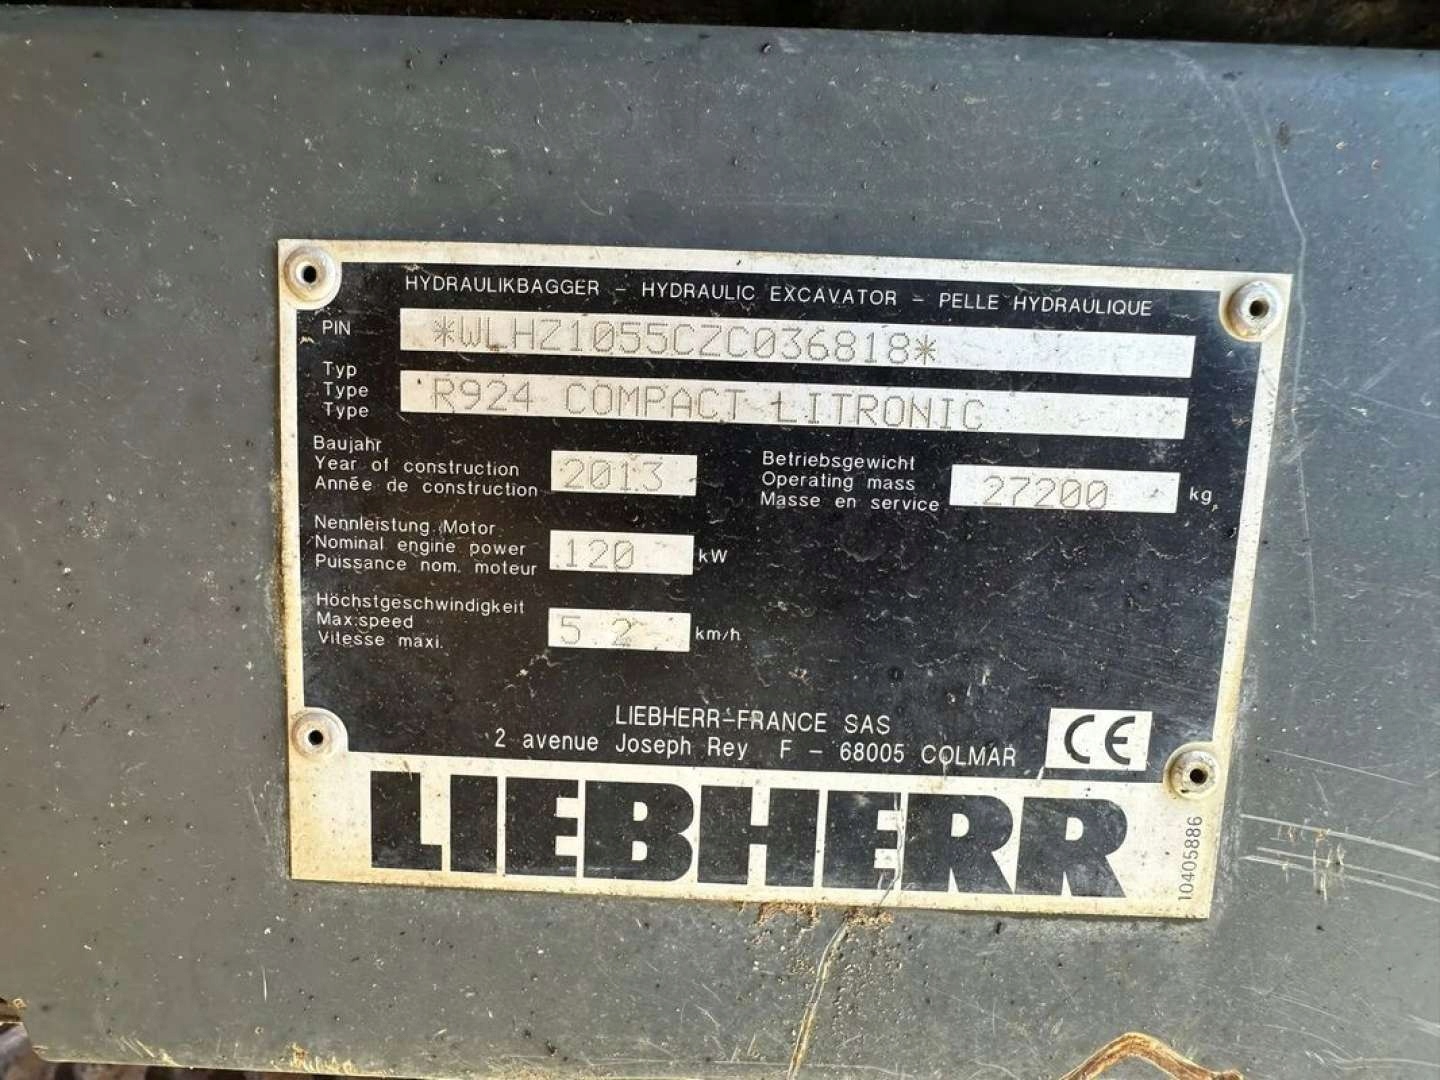 HYDRAULIKBAGGER - HYDRAULIC EXCAVATOR - PELLE HYDRAULIQUE
PIN *WLHZ1055CZC036818*
Typ
Type R924 COMPACT LITRONIC
Type
Baujahr
Year of construction 2013
Année de construction
Betriebsgewicht
Operating mass 27200 kg
Masse en service
Nennleistung Motor
Nominal engine power 120 kW
Puissance nom. moteur
Höchstgeschwindigkeit
Max.speed 5.2 km/h
Vitesse maxi.
LIEBHERR-FRANCE SAS
2 avenue Joseph Rey F - 68005 COLMAR
CE
LIEBHERR
10405886